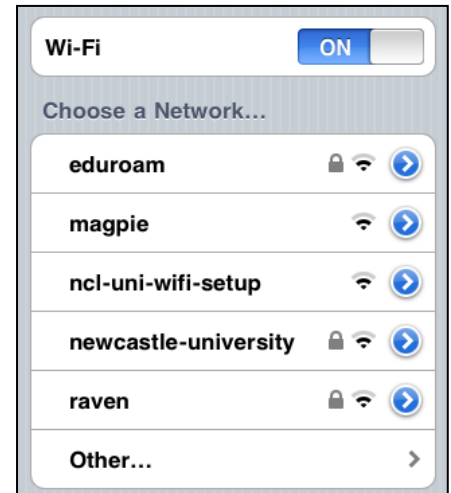 Wi-Fi ON
Choose a Network...
eduroam
magpie
ncl-uni-wifi-setup
newcastle-university
raven
Other...